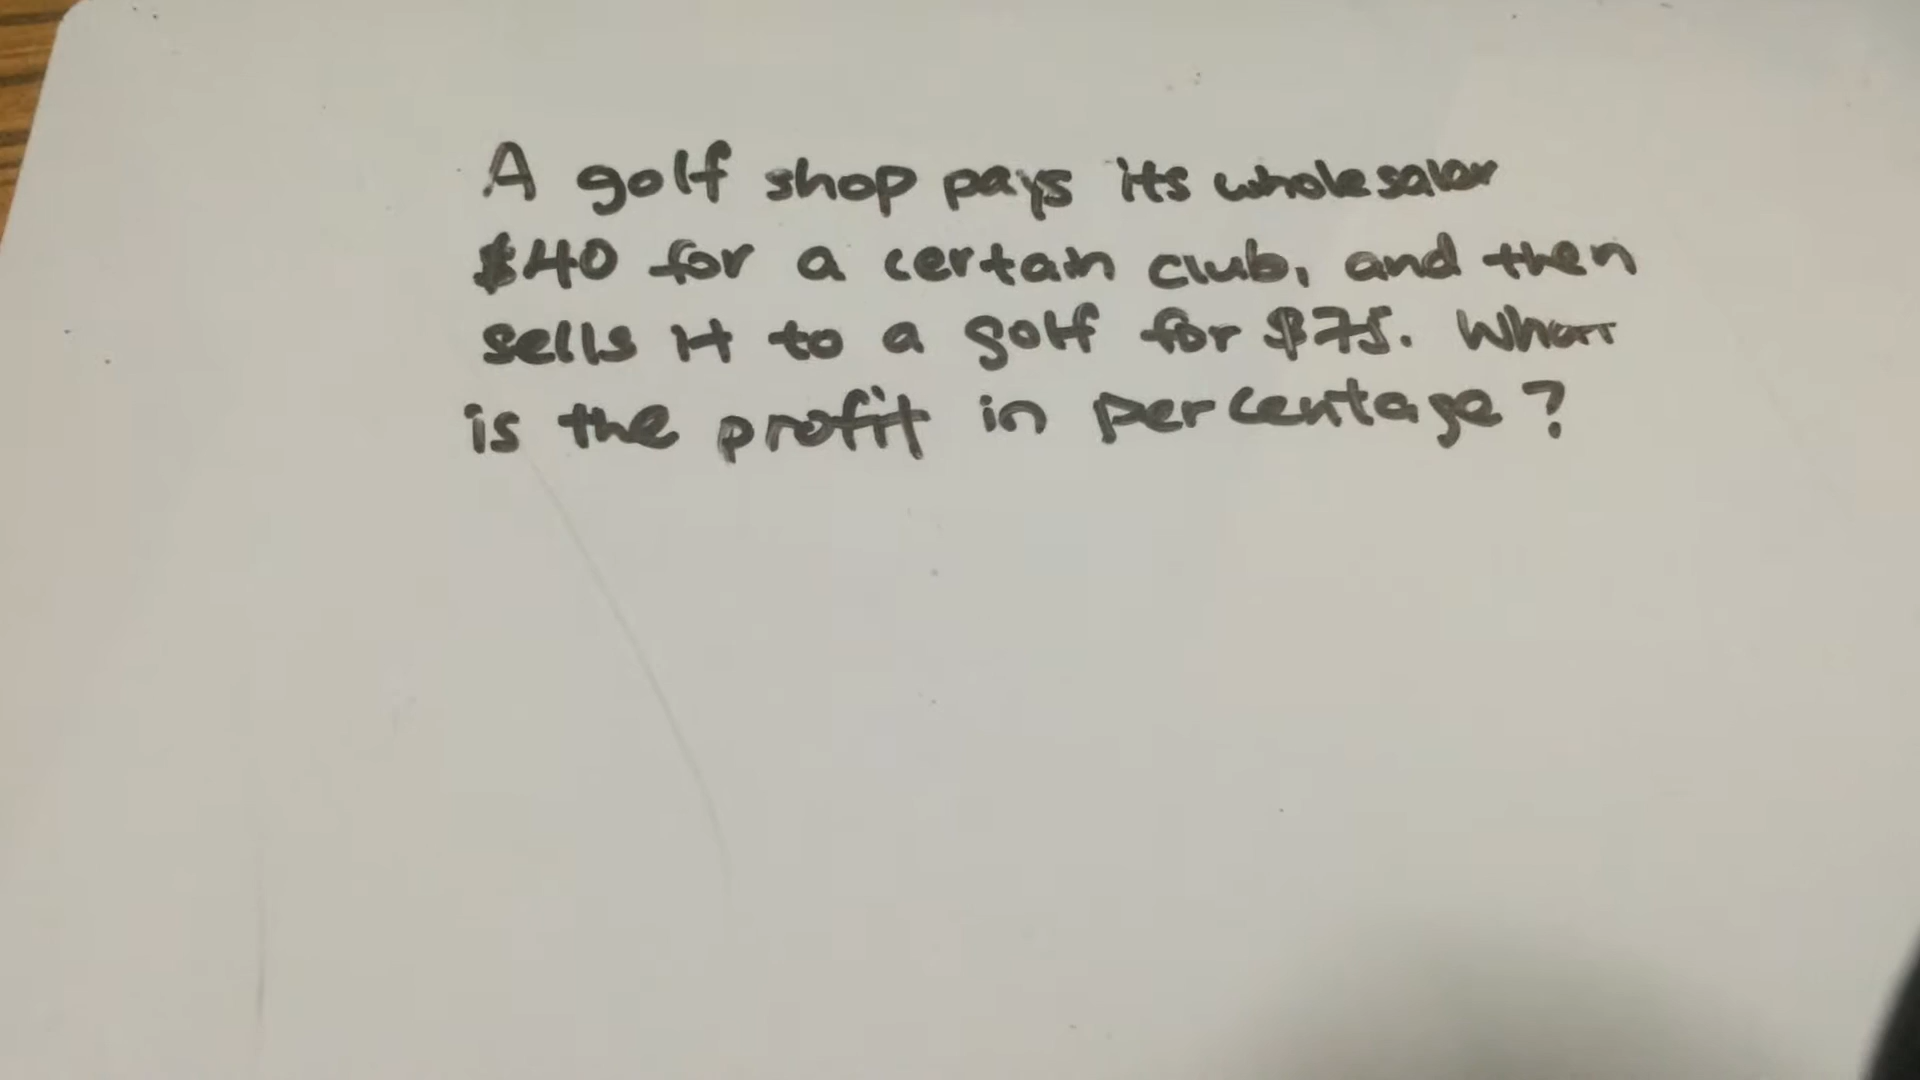 A golf shop pays its wholesaler
$40 for a certain club, and then
sells it to a golf for $75. What
is the profit in percentage?